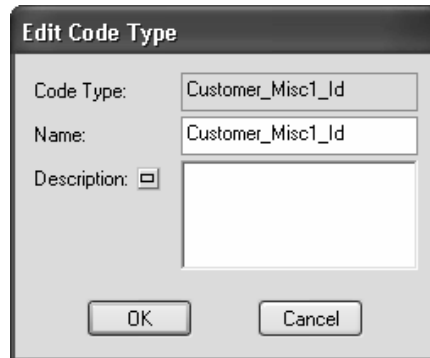 Edit Code Type
Code Type: Customer_Misc1_Id
Name: Customer_Misc1_Id
Description:
OK Cancel